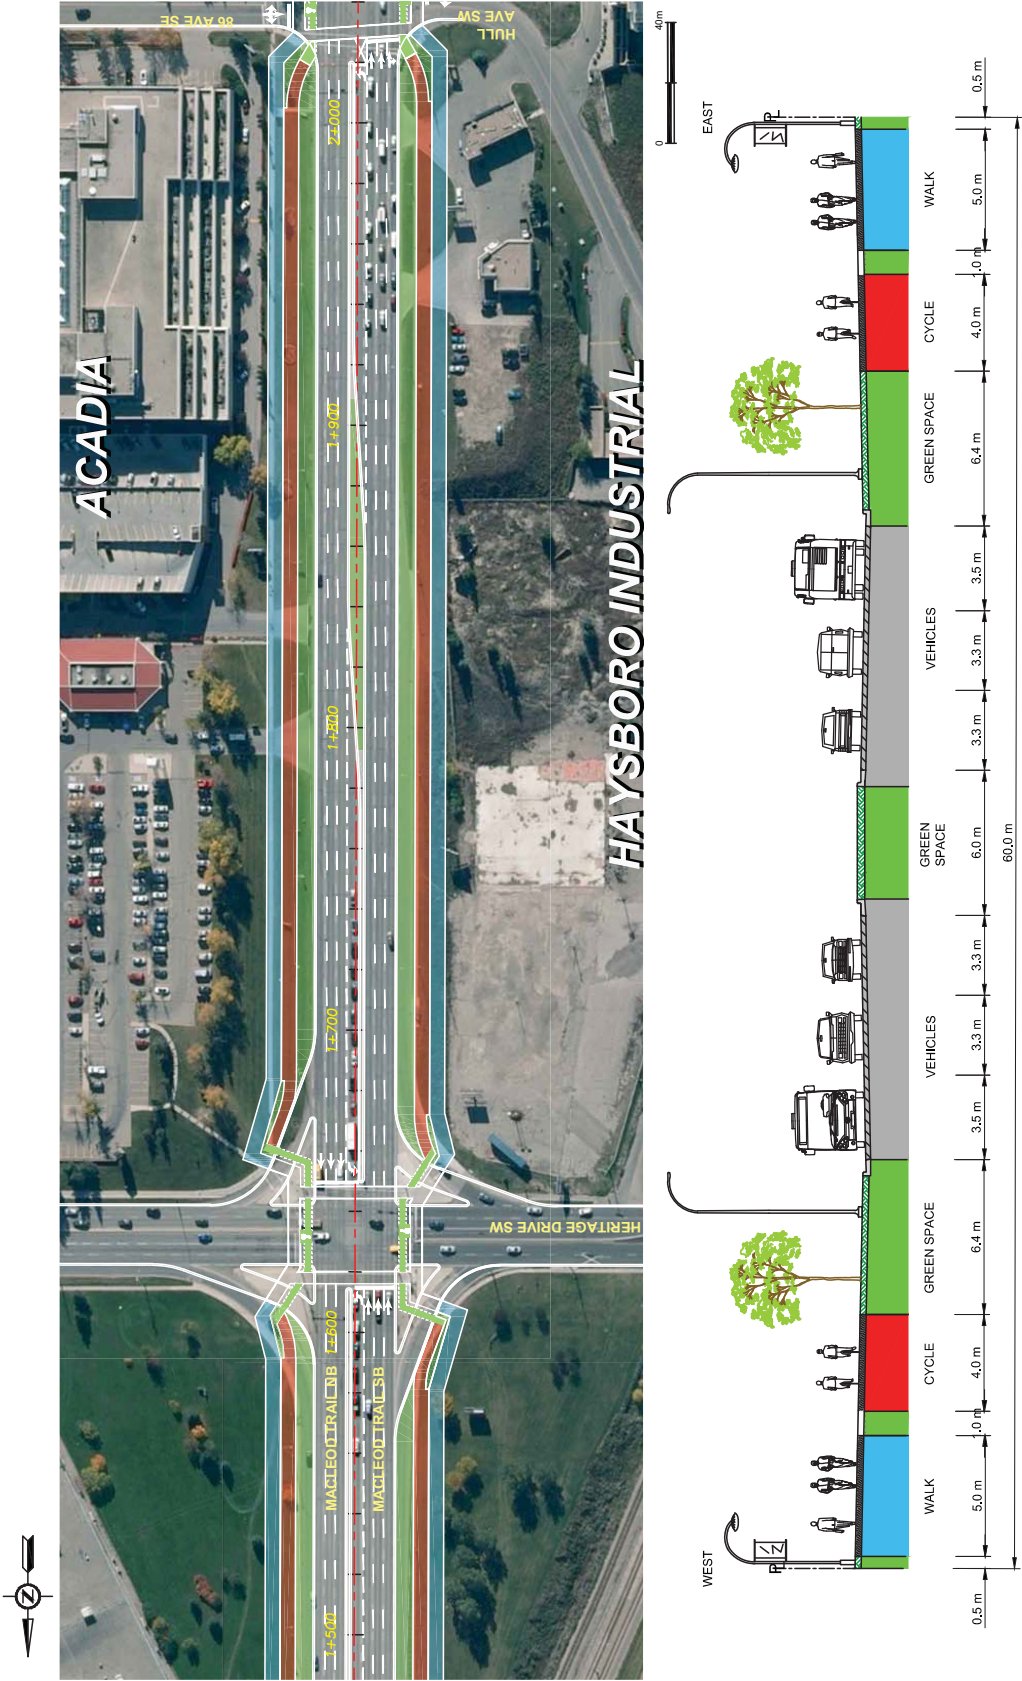 86 AVE SE
HULL
AVE SW
ACADIA
HAYSBORO INDUSTRIAL
2+000
1+900
1+800
1+700
1+600
1+500
HERITAGE DRIVE SW
MACLEOD TRAIL NB
MACLEOD TRAIL SB
N
0
40m
WEST
EAST
WALK
CYCLE
GREEN SPACE
VEHICLES
GREEN
SPACE
VEHICLES
GREEN SPACE
CYCLE
WALK
0.5 m
5.0 m
1.0 m
4.0 m
6.4 m
3.5 m
3.3 m
3.3 m
6.0 m
3.3 m
3.3 m
3.5 m
6.4 m
4.0 m
1.0 m
5.0 m
0.5 m
60.0 m